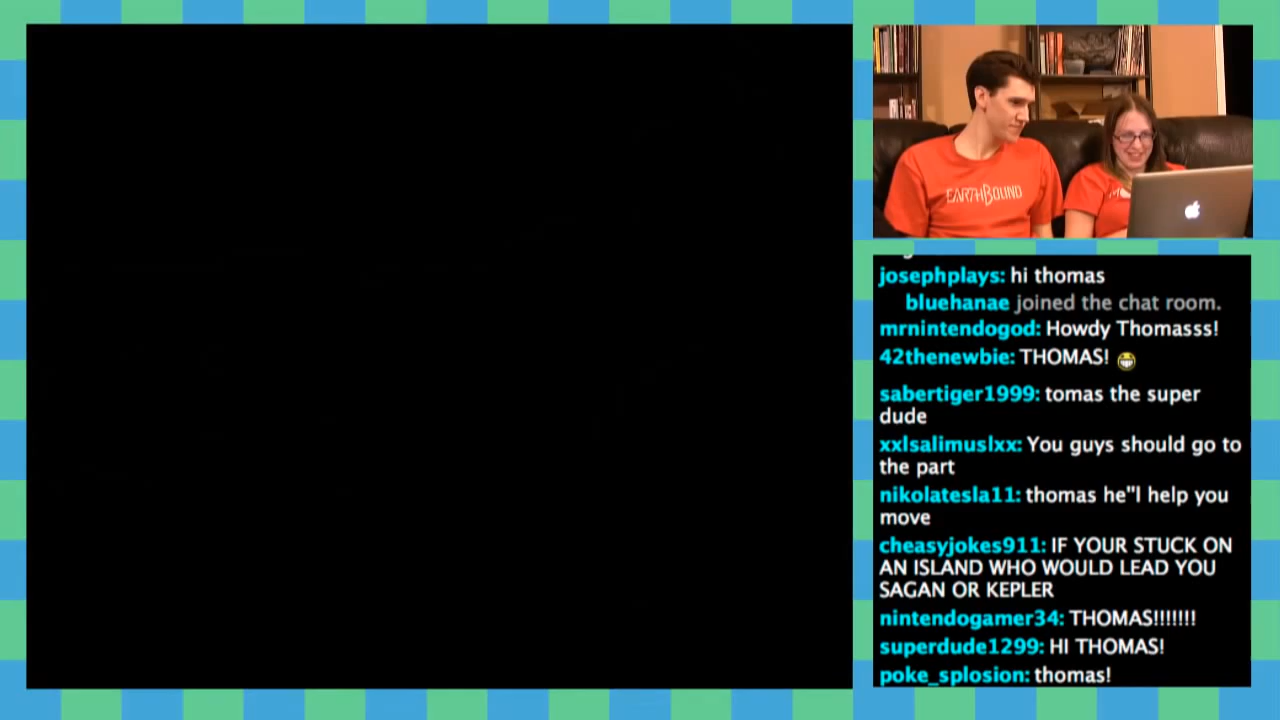 EARTHBOUND
josephplays: hi thomas
bluehanae joined the chat room.
mrnintendogod: Howdy Thomasss!
42thenewbie: THOMAS!
sabertiger1999: tomas the super
dude
xxlsalimuslxx: You guys should go to
the part
nikolatesla11: thomas he"l help you
move
cheasyjokes911: IF YOUR STUCK ON
AN ISLAND WHO WOULD LEAD YOU
SAGAN OR KEPLER
nintendogamer34: THOMAS!!!!!!!
superdude1299: HI THOMAS!
poke_splosion: thomas!